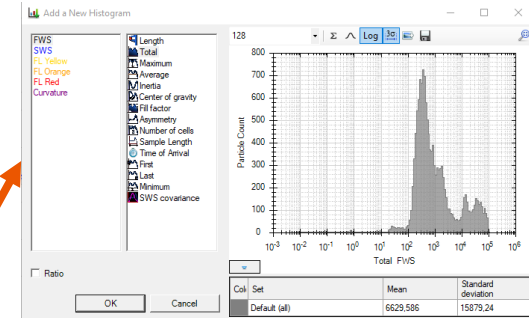 Add a New Histogram
FWS
SWS
FL Yellow
FL Orange
FL Red
Curvature
Length
Total
Maximum
Average
Inertia
Center of gravity
Fill factor
Asymmetry
Number of cells
Sample Length
Time of Arrival
First
Last
Minimum
SWS covariance
Ratio
OK Cancel
128 Σ Log 3σ
800
700
600
500
400
300
200
100
0
Particle Count
10-3 10-2 10-1 100 101 102 103 104 105 106
Total FWS
Set Mean Standard deviation
Default (all) 6629,586 15879,24